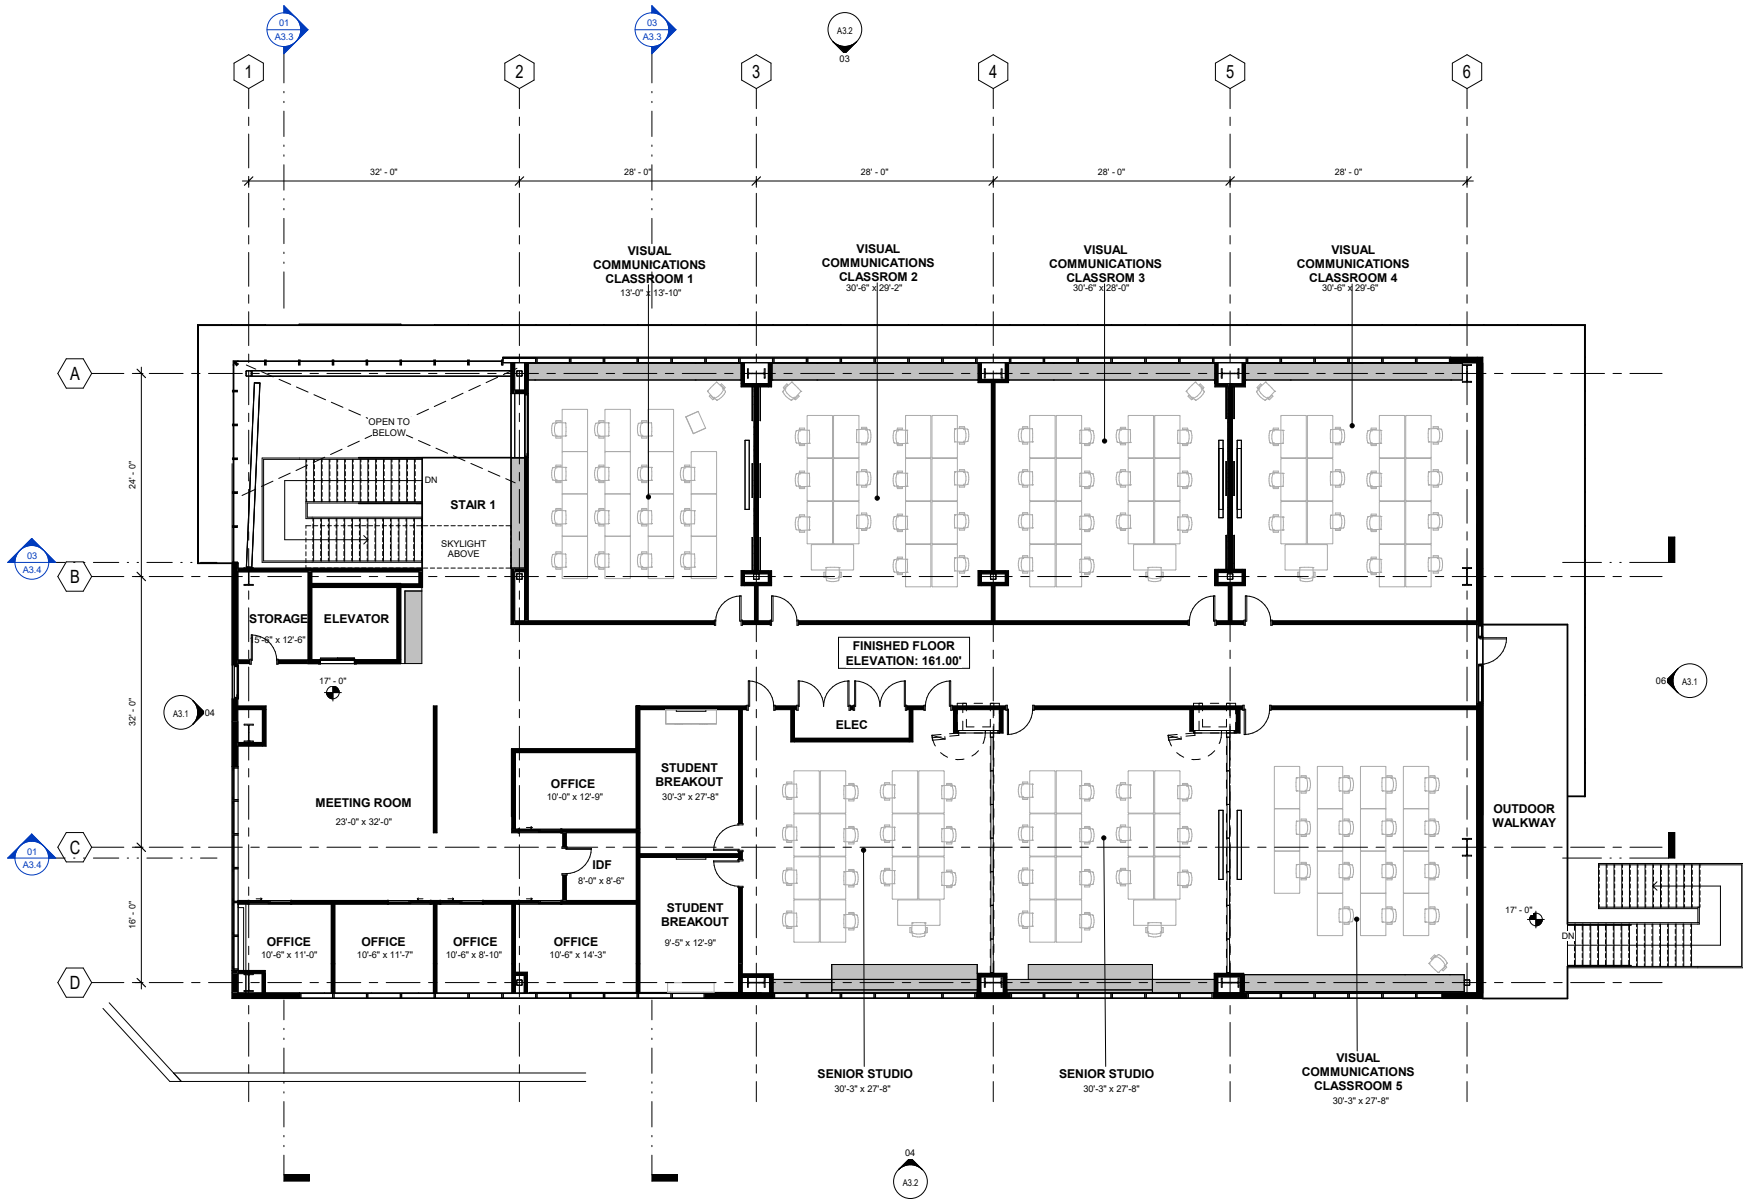 01
A3.3
03
A3.3
A3.2
03
1
2
3
4
5
6
32' - 0"
28' - 0"
28' - 0"
28' - 0"
28' - 0"
VISUAL
COMMUNICATIONS
CLASSROOM 1
13'-0" x 13'-10"
VISUAL
COMMUNICATIONS
CLASSROM 2
30'-6" x 29'-2"
VISUAL
COMMUNICATIONS
CLASSROM 3
30'-6" x 28'-0"
VISUAL
COMMUNICATIONS
CLASSROOM 4
30'-6" x 29'-6"
A
OPEN TO
BELOW
24' - 0"
DN
STAIR 1
SKYLIGHT
ABOVE
03
A3.4
B
STORAGE
5'-6" x 12'-6"
ELEVATOR
FINISHED FLOOR
ELEVATION: 161.00'
17' - 0"
A3.1
04
32' - 0"
06
A3.1
ELEC
STUDENT
BREAKOUT
30'-3" x 27'-8"
OFFICE
10'-0" x 12'-9"
MEETING ROOM
23'-0" x 32'-0"
OUTDOOR
WALKWAY
01
A3.4
C
IDF
8'-0" x 8'-6"
STUDENT
BREAKOUT
9'-5" x 12'-9"
16' - 0"
OFFICE
10'-6" x 11'-0"
OFFICE
10'-6" x 11'-7"
OFFICE
10'-6" x 8'-10"
OFFICE
10'-6" x 14'-3"
17' - 0"
DN
D
SENIOR STUDIO
30'-3" x 27'-8"
SENIOR STUDIO
30'-3" x 27'-8"
VISUAL
COMMUNICATIONS
CLASSROOM 5
30'-3" x 27'-8"
04
A3.2